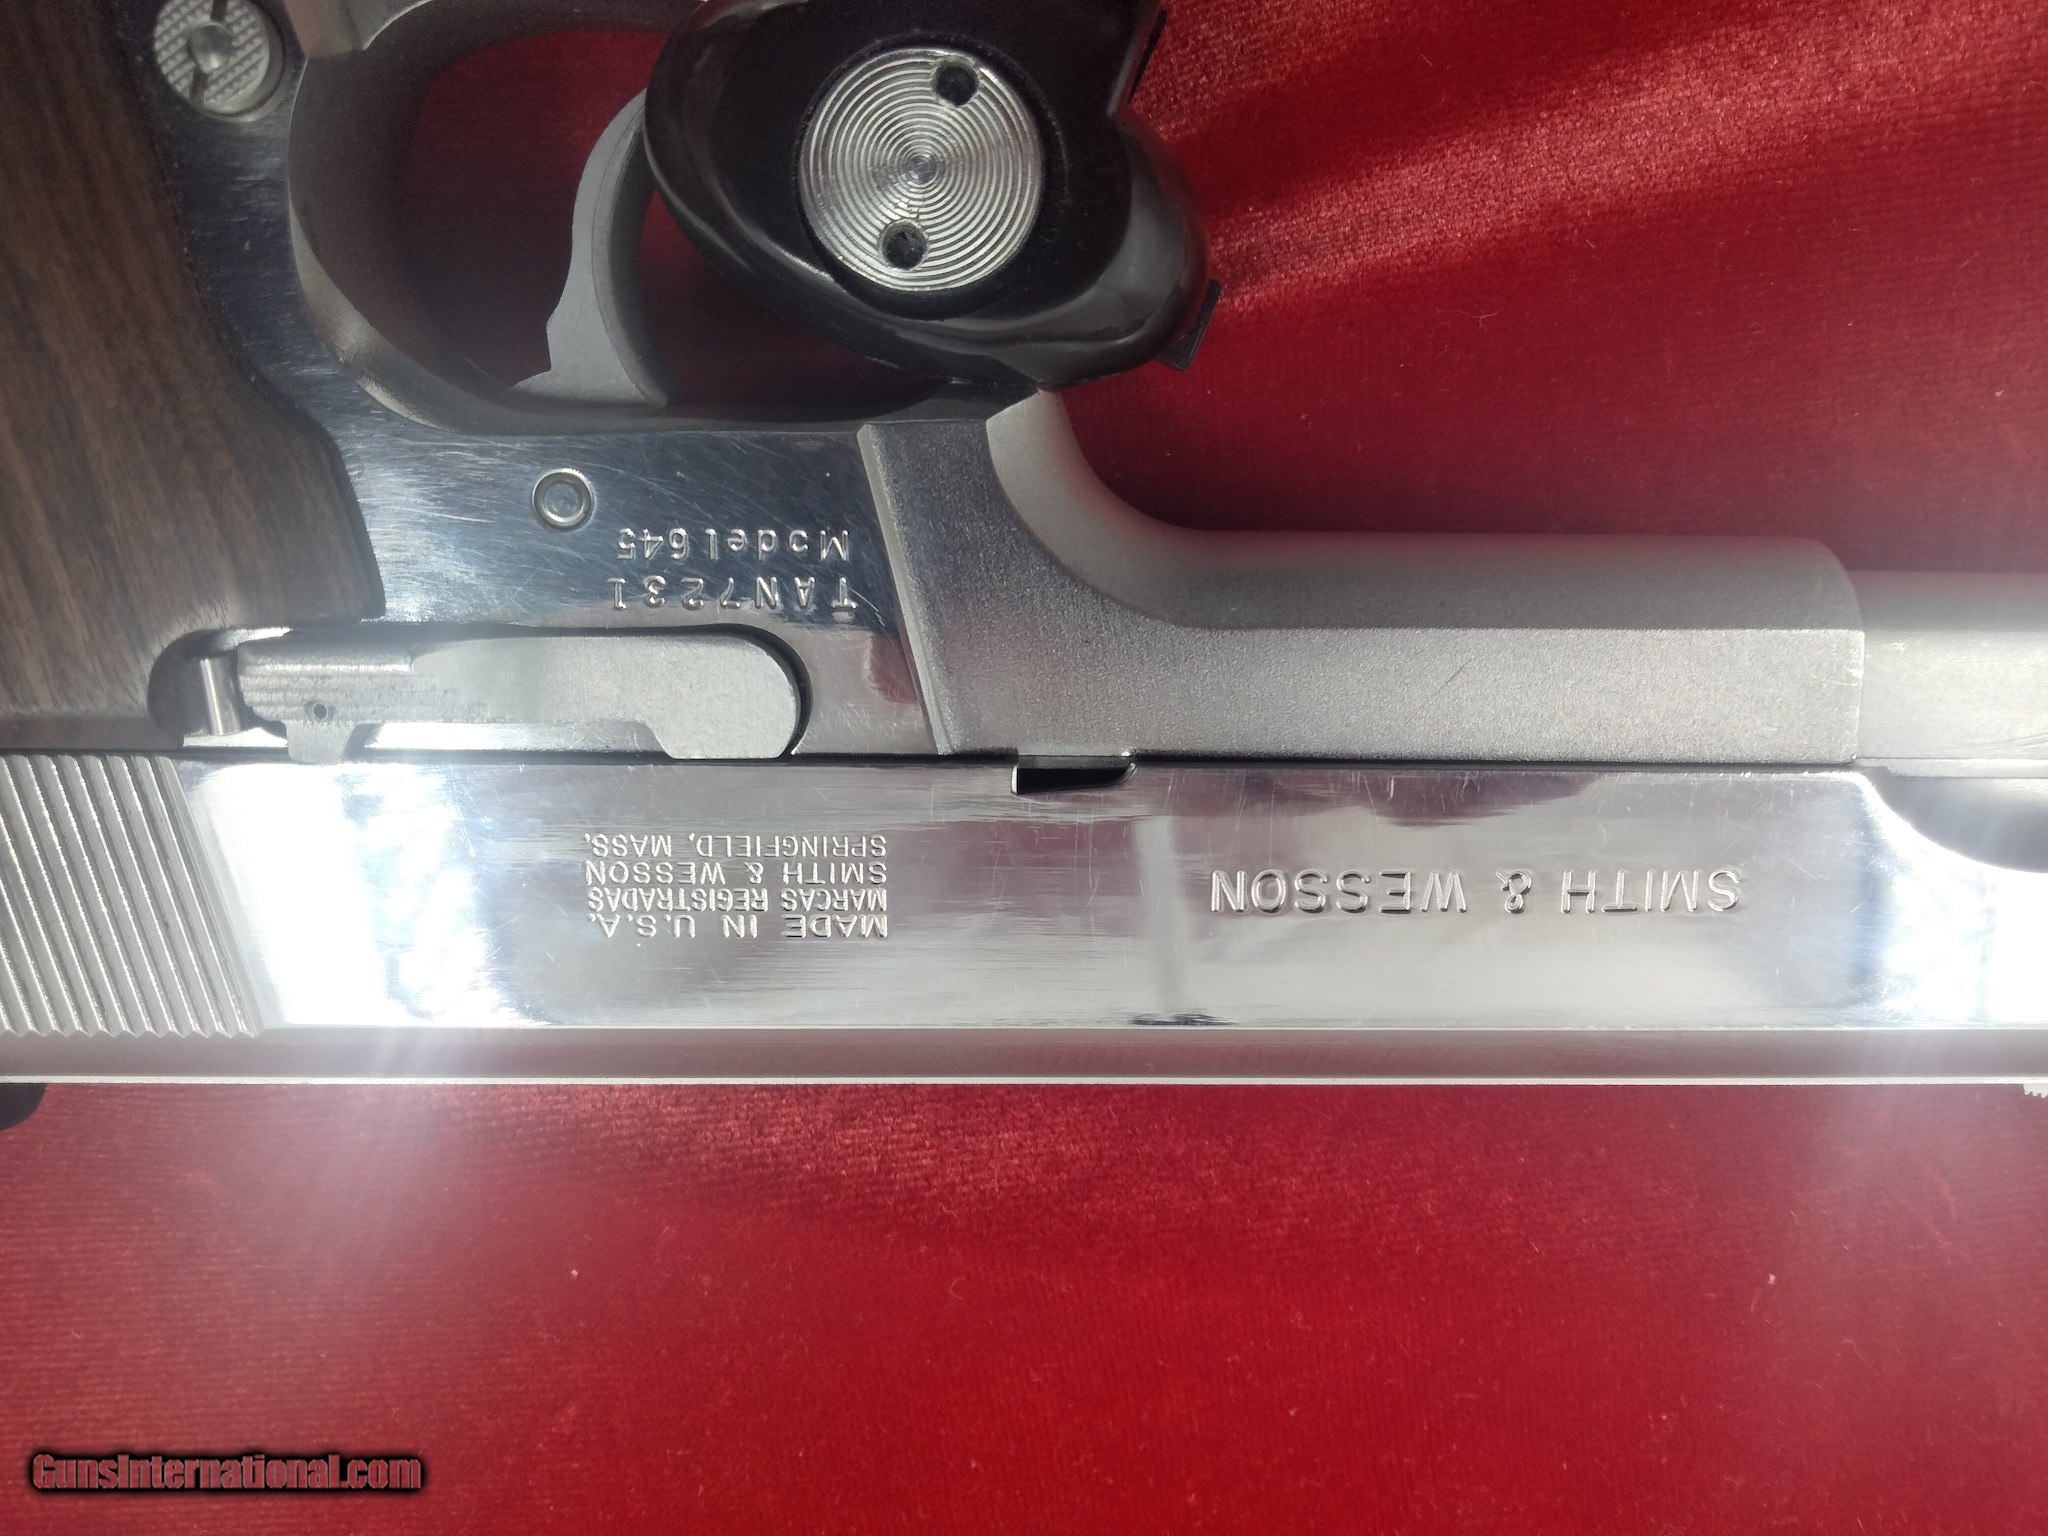 SMITH & WESSON
MADE IN U.S.A.
MARCAS REGISTRADAS
SMITH & WESSON
SPRINGFIELD, MASS.
TAN7231
Model 645
GunsInternational.com